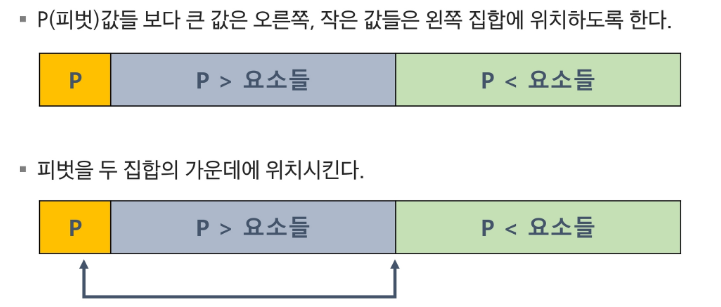 ▪ P(피벗)값들 보다 큰 값은 오른쪽, 작은 값들은 왼쪽 집합에 위치하도록 한다.
P P > 요소들 P < 요소들
▪ 피벗을 두 집합의 가운데에 위치시킨다.
P P > 요소들 P < 요소들